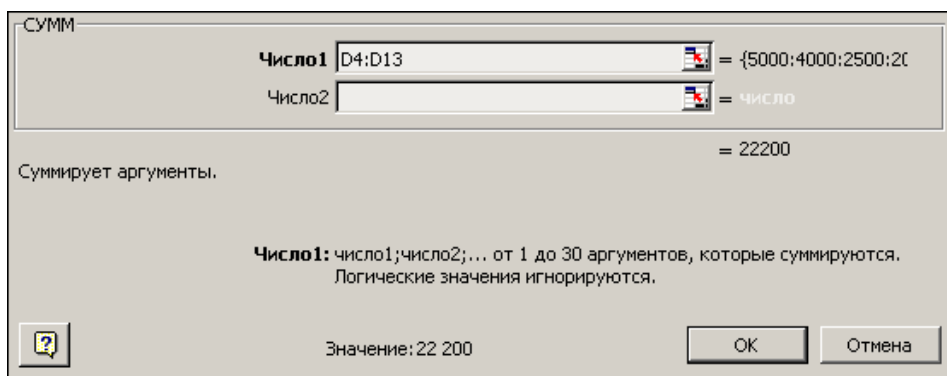 СУММ
Число1 D4:D13 = {5000:4000:2500:20
Число2 = число
= 22200
Суммирует аргументы.
Число1: число1;число2;... от 1 до 30 аргументов, которые суммируются.
Логические значения игнорируются.
Значение:22 200 ОК Отмена